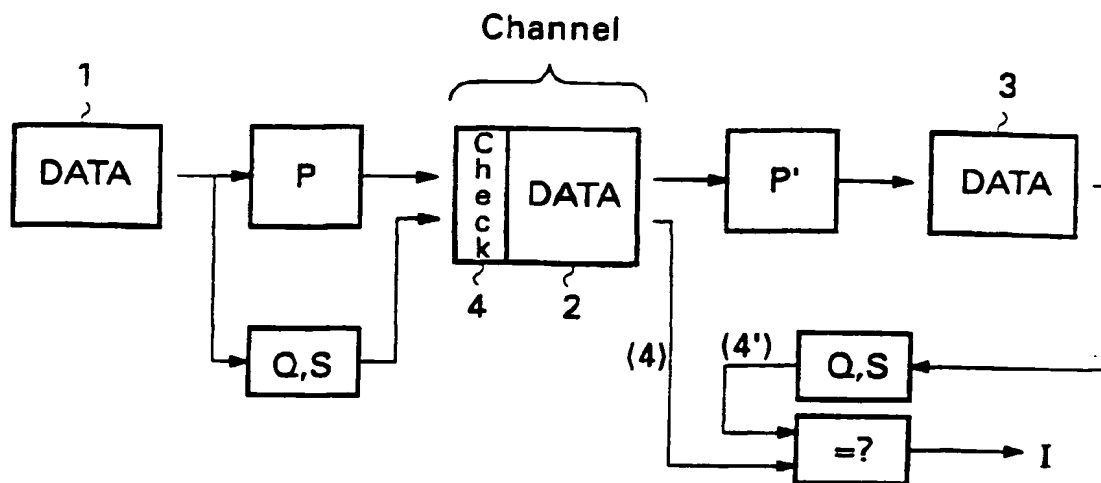 Channel
1
3
DATA
P
Check
DATA
P'
DATA
4
2
Q,S
(4)
(4')
Q,S
=?
I